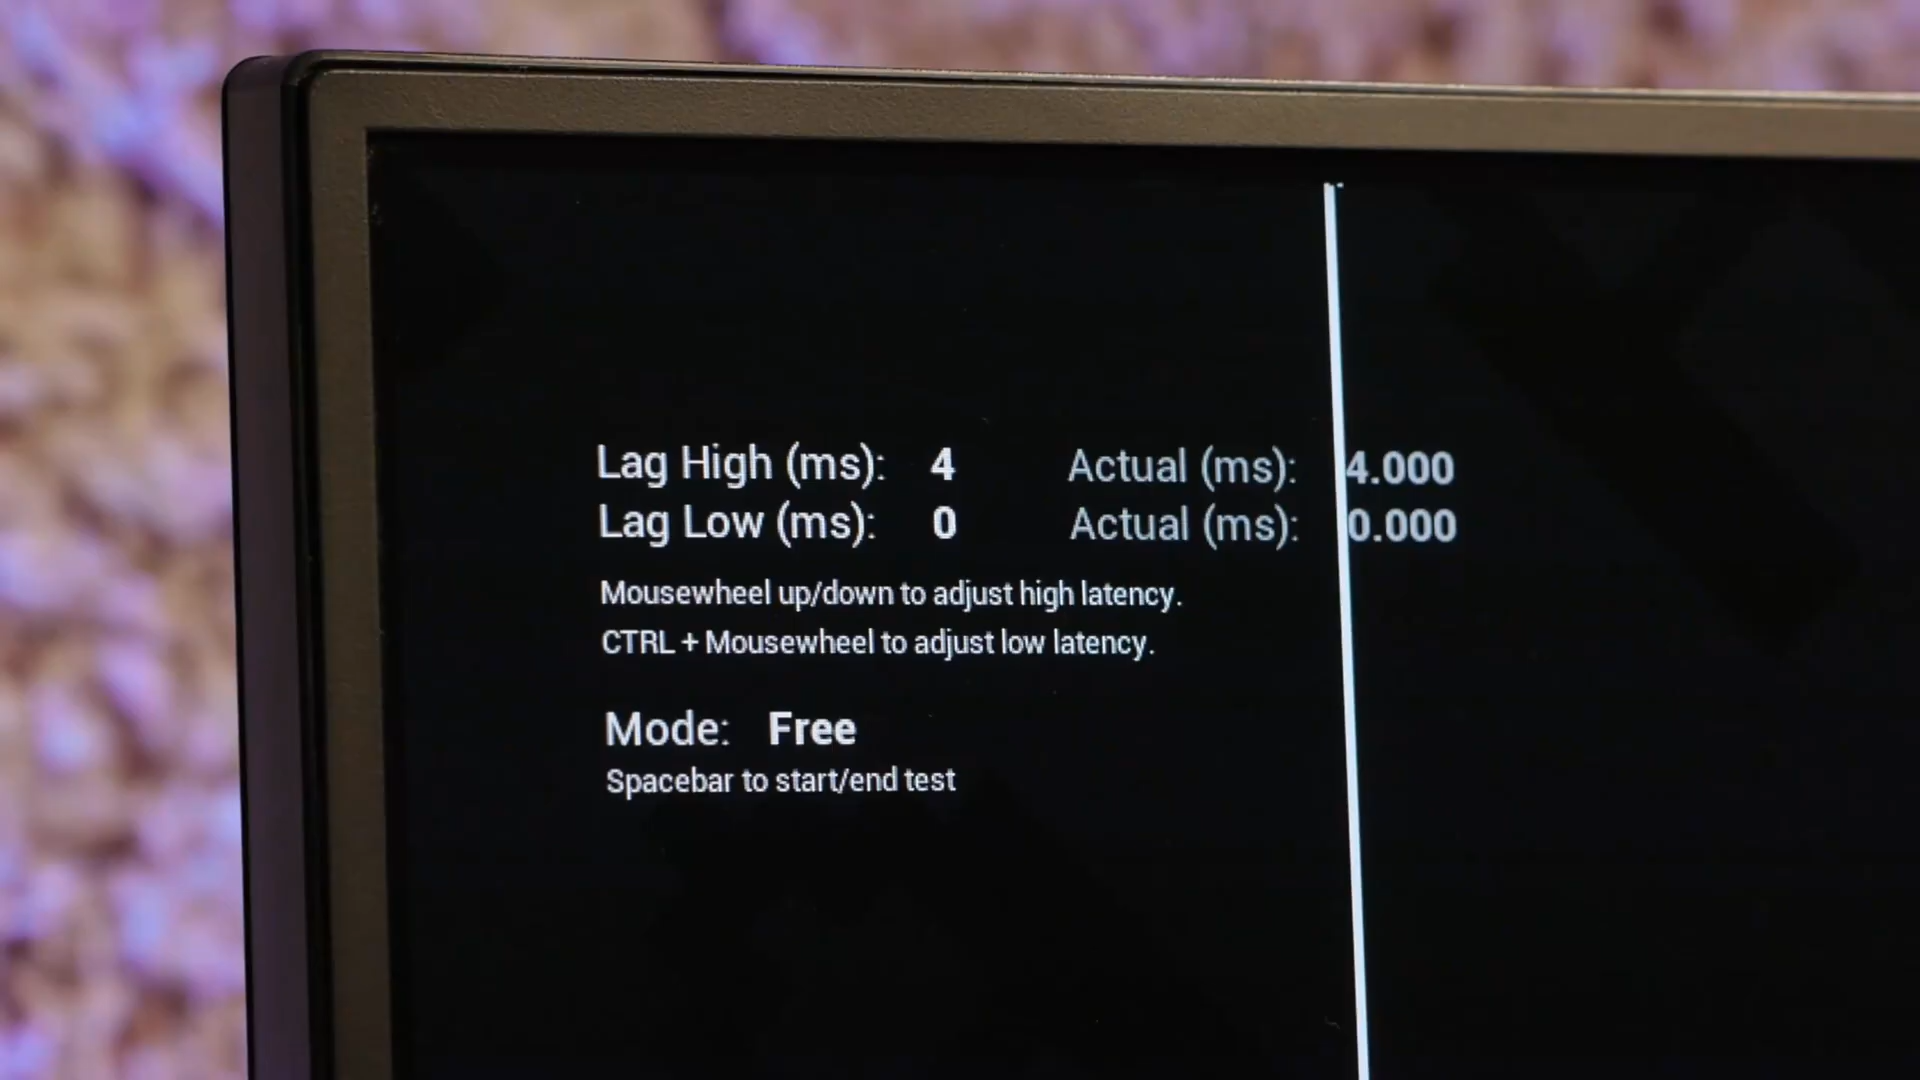 Lag High (ms): 4 Actual (ms): 4.000
Lag Low (ms): 0 Actual (ms): 0.000
Mousewheel up/down to adjust high latency.
CTRL + Mousewheel to adjust low latency.
Mode: Free
Spacebar to start/end test